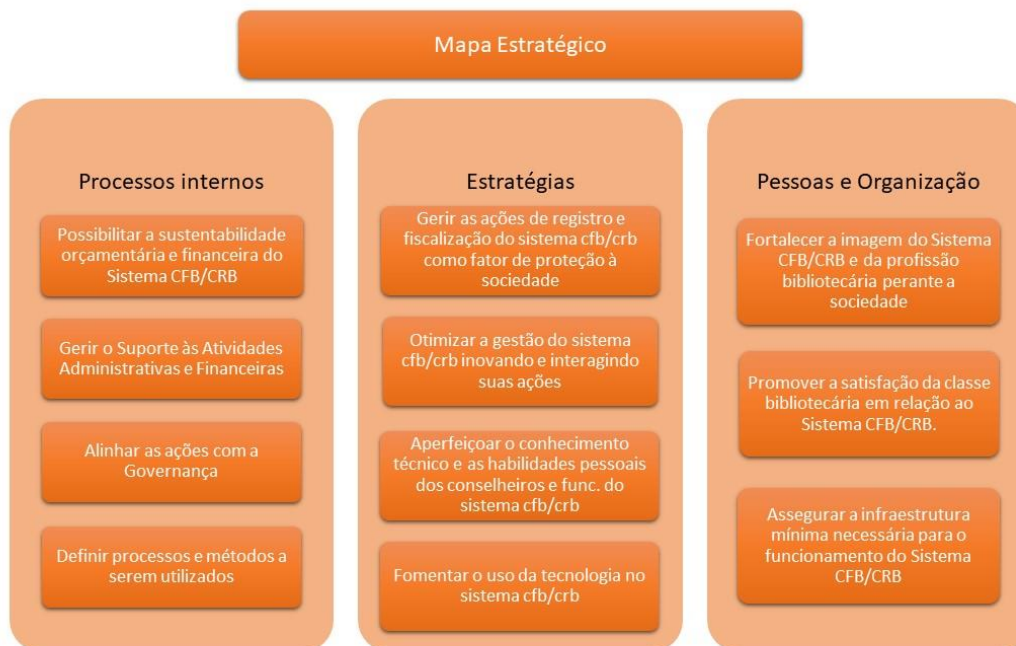 Mapa Estratégico
Processos internos
Possibilitar a sustentabilidade
orçamentária e financeira do
Sistema CFB/CRB
Gerir o Suporte às Atividades
Administrativas e Financeiras
Alinhar as ações com a
Governança
Definir processos e métodos a
serem utilizados
Estratégias
Gerir as ações de registro e
fiscalização do sistema cfb/crb
como fator de proteção à
sociedade
Otimizar a gestão do sistema
cfb/crb inovando e interagindo
suas ações
Aperfeiçoar o conhecimento
técnico e as habilidades pessoais
dos conselheiros e func. do
sistema cfb/crb
Fomentar o uso da tecnologia no
sistema cfb/crb
Pessoas e Organização
Fortalecer a imagem do Sistema
CFB/CRB e da profissão
bibliotecária perante a
sociedade
Promover a satisfação da classe
bibliotecária em relação ao
Sistema CFB/CRB.
Assegurar a infraestrutura
mínima necessária para o
funcionamento do Sistema
CFB/CRB